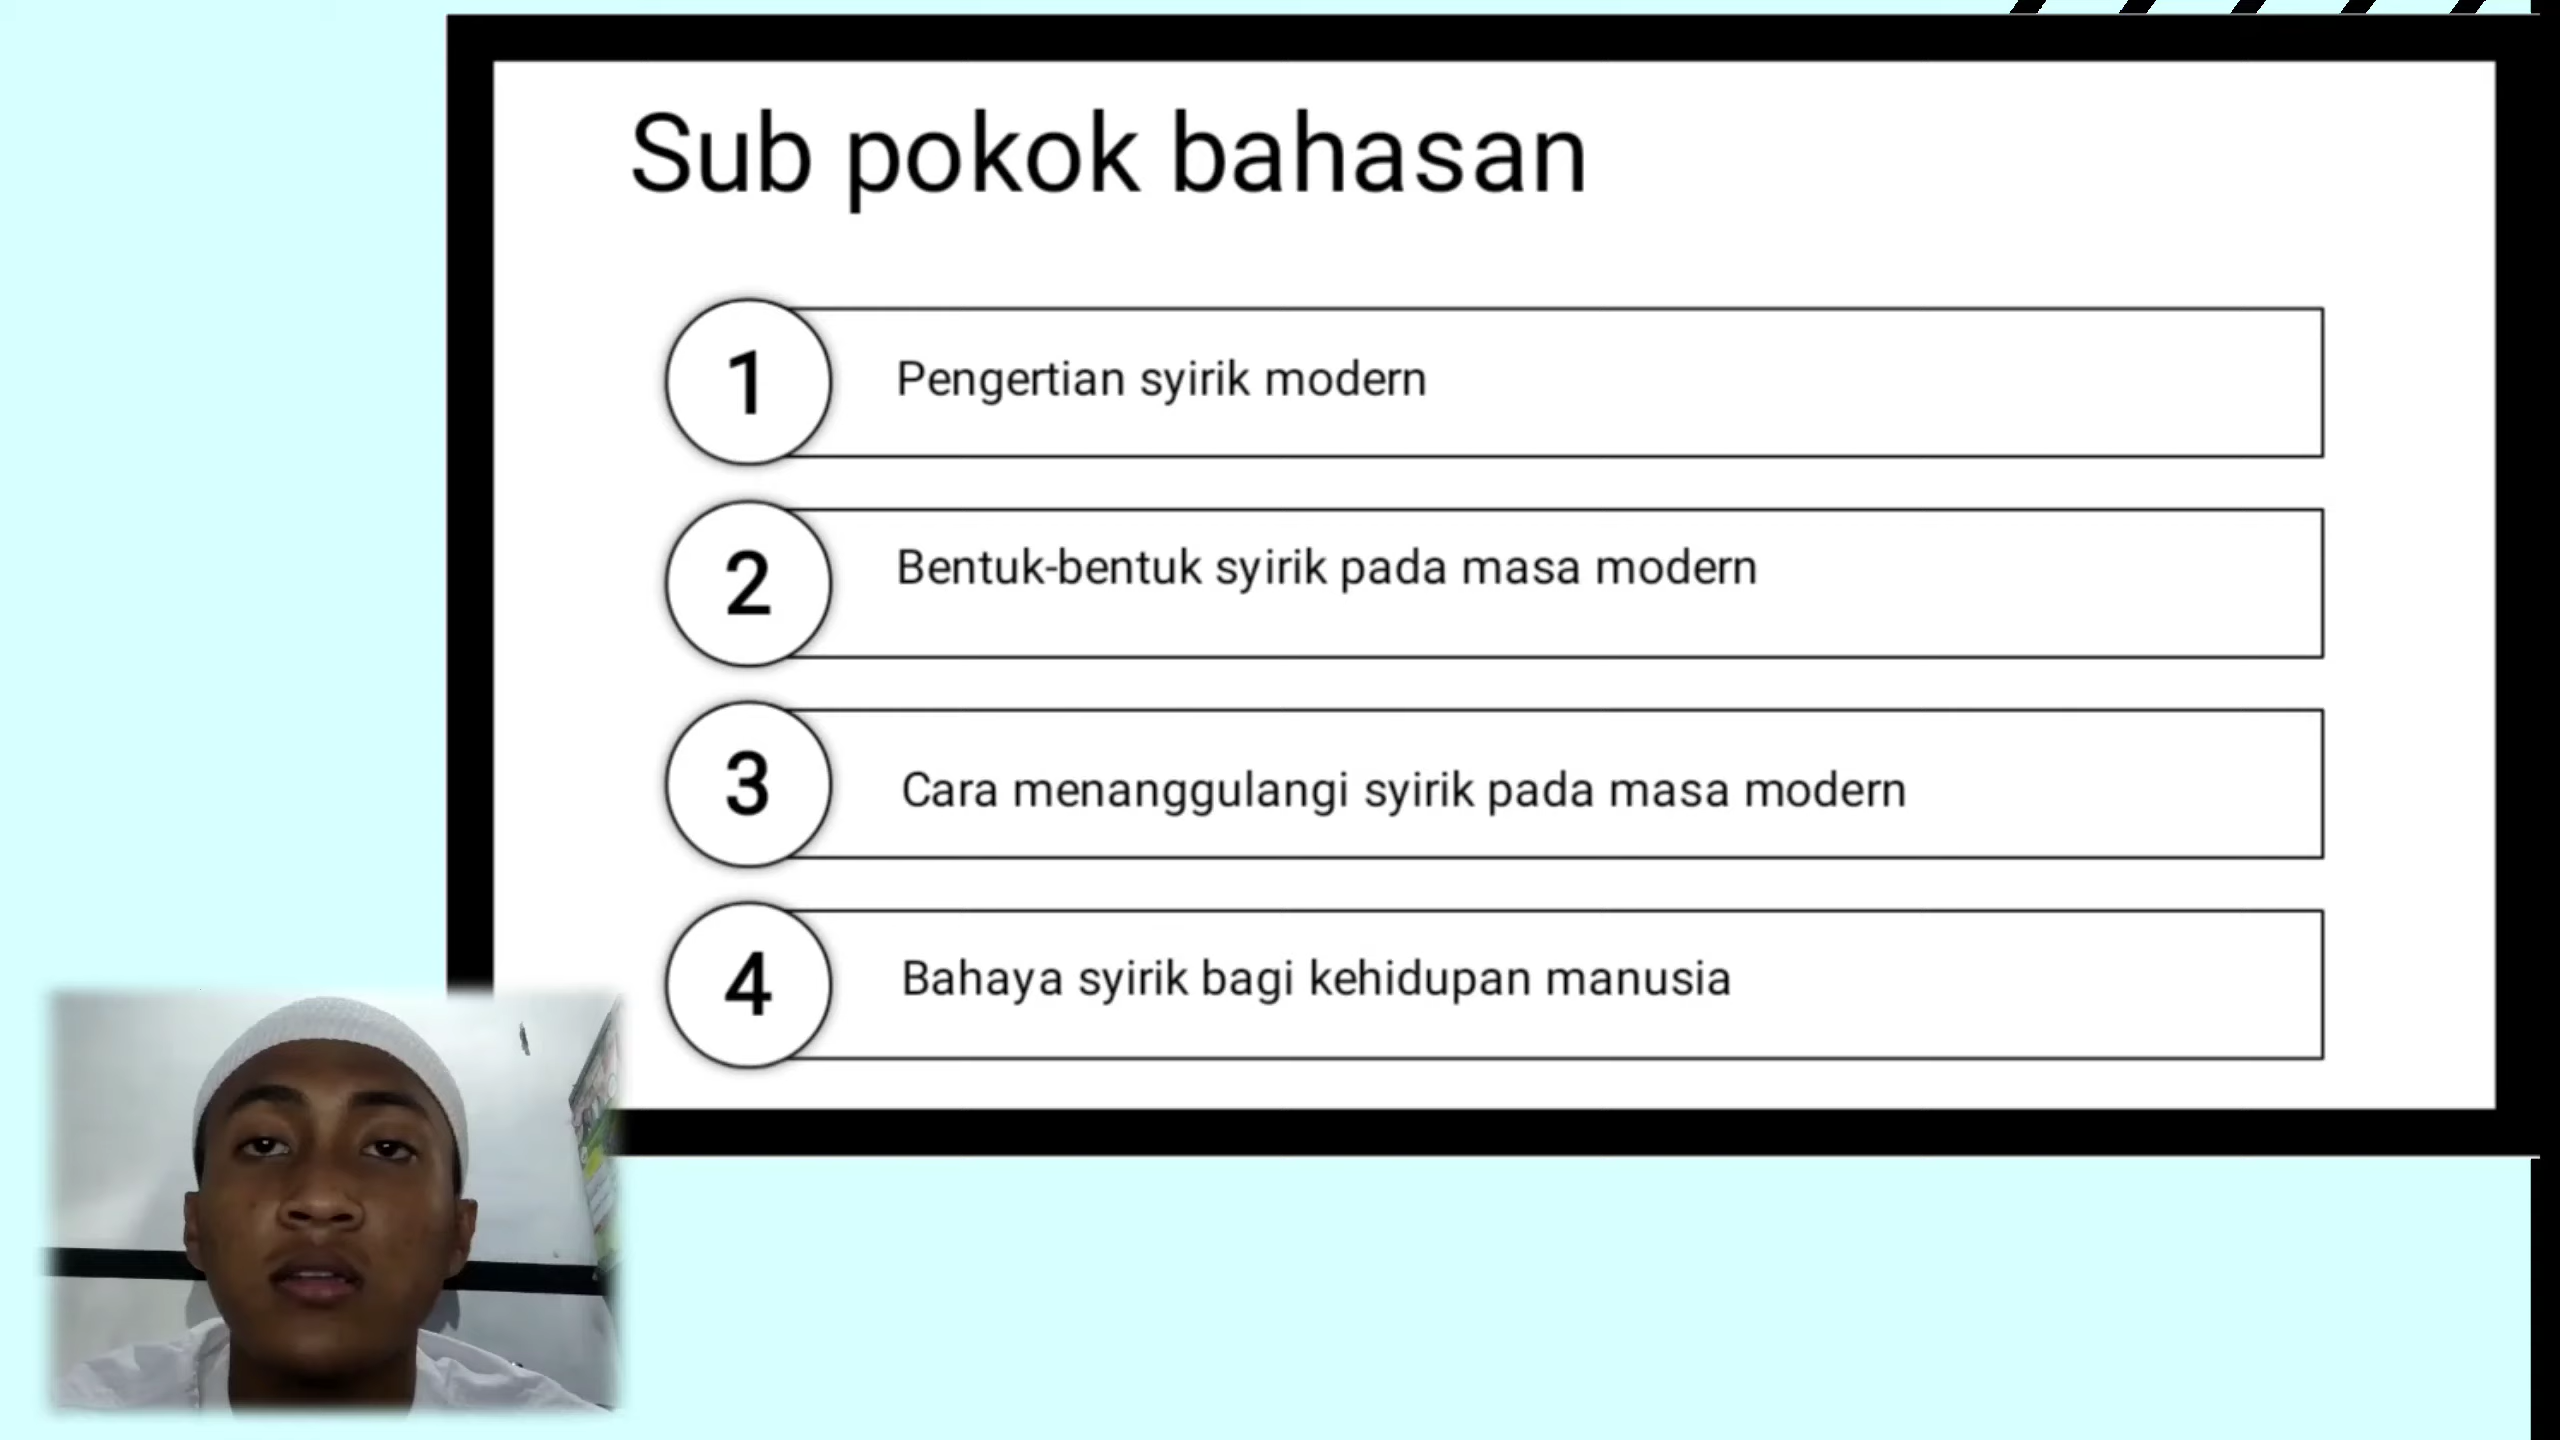 Sub pokok bahasan
1
Pengertian syirik modern
2
Bentuk-bentuk syirik pada masa modern
3
Cara menanggulangi syirik pada masa modern
4
Bahaya syirik bagi kehidupan manusia